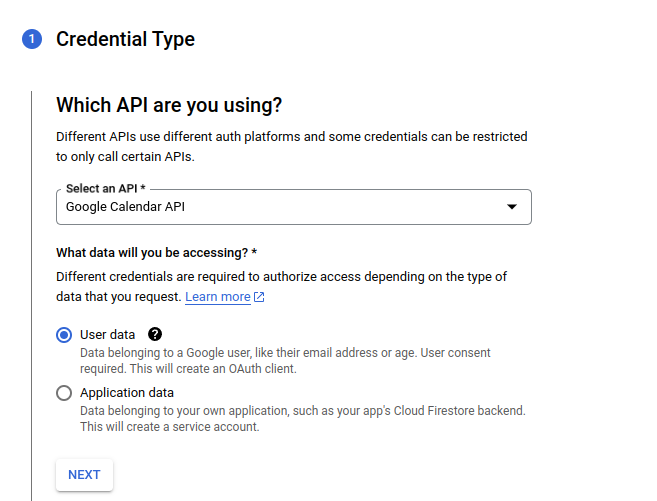 1 Credential Type
Which API are you using?
Different APIs use different auth platforms and some credentials can be restricted
to only call certain APIs.
Select an API *
Google Calendar API
What data will you be accessing? *
Different credentials are required to authorize access depending on the type of
data that you request. Learn more
User data ?
Data belonging to a Google user, like their email address or age. User consent
required. This will create an OAuth client.
Application data
Data belonging to your own application, such as your app's Cloud Firestore backend.
This will create a service account.
NEXT